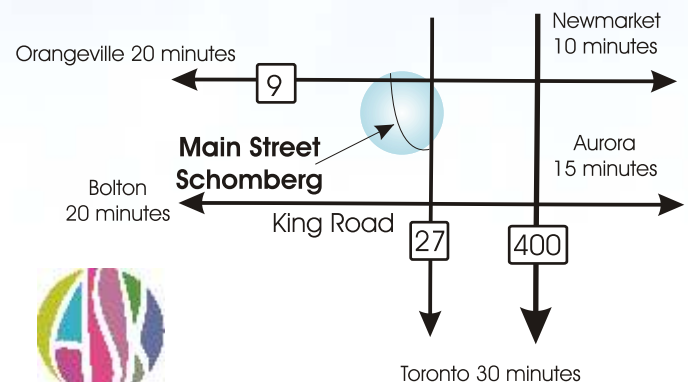 Newmarket
10 minutes
Orangeville 20 minutes
9
Main Street
Schomberg
Aurora
15 minutes
Bolton
20 minutes
King Road
27
400
ASK
Toronto 30 minutes